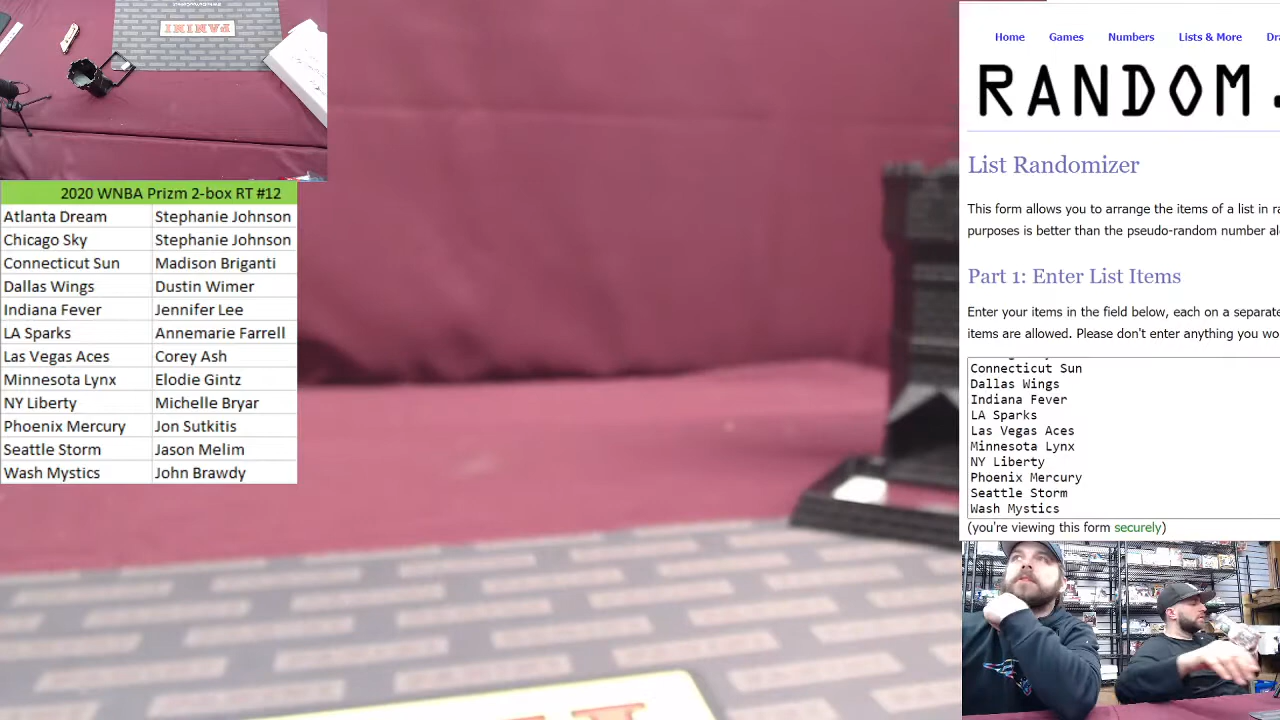 PANINI
2020 WNBA Prizm 2-box RT #12
Atlanta Dream Stephanie Johnson
Chicago Sky Stephanie Johnson
Connecticut Sun Madison Briganti
Dallas Wings Dustin Wimer
Indiana Fever Jennifer Lee
LA Sparks Annemarie Farrell
Las Vegas Aces Corey Ash
Minnesota Lynx Elodie Gintz
NY Liberty Michelle Bryar
Phoenix Mercury Jon Sutkitis
Seattle Storm Jason Melim
Wash Mystics John Brawdy
Home Games Numbers Lists & More
RANDOM.
List Randomizer
This form allows you to arrange the items of a list in
purposes is better than the pseudo-random number
Part 1: Enter List Items
Enter your items in the field below, each on a separate
items are allowed. Please don't enter anything you
Connecticut Sun
Dallas Wings
Indiana Fever
LA Sparks
Las Vegas Aces
Minnesota Lynx
NY Liberty
Phoenix Mercury
Seattle Storm
Wash Mystics
(you're viewing this form securely)